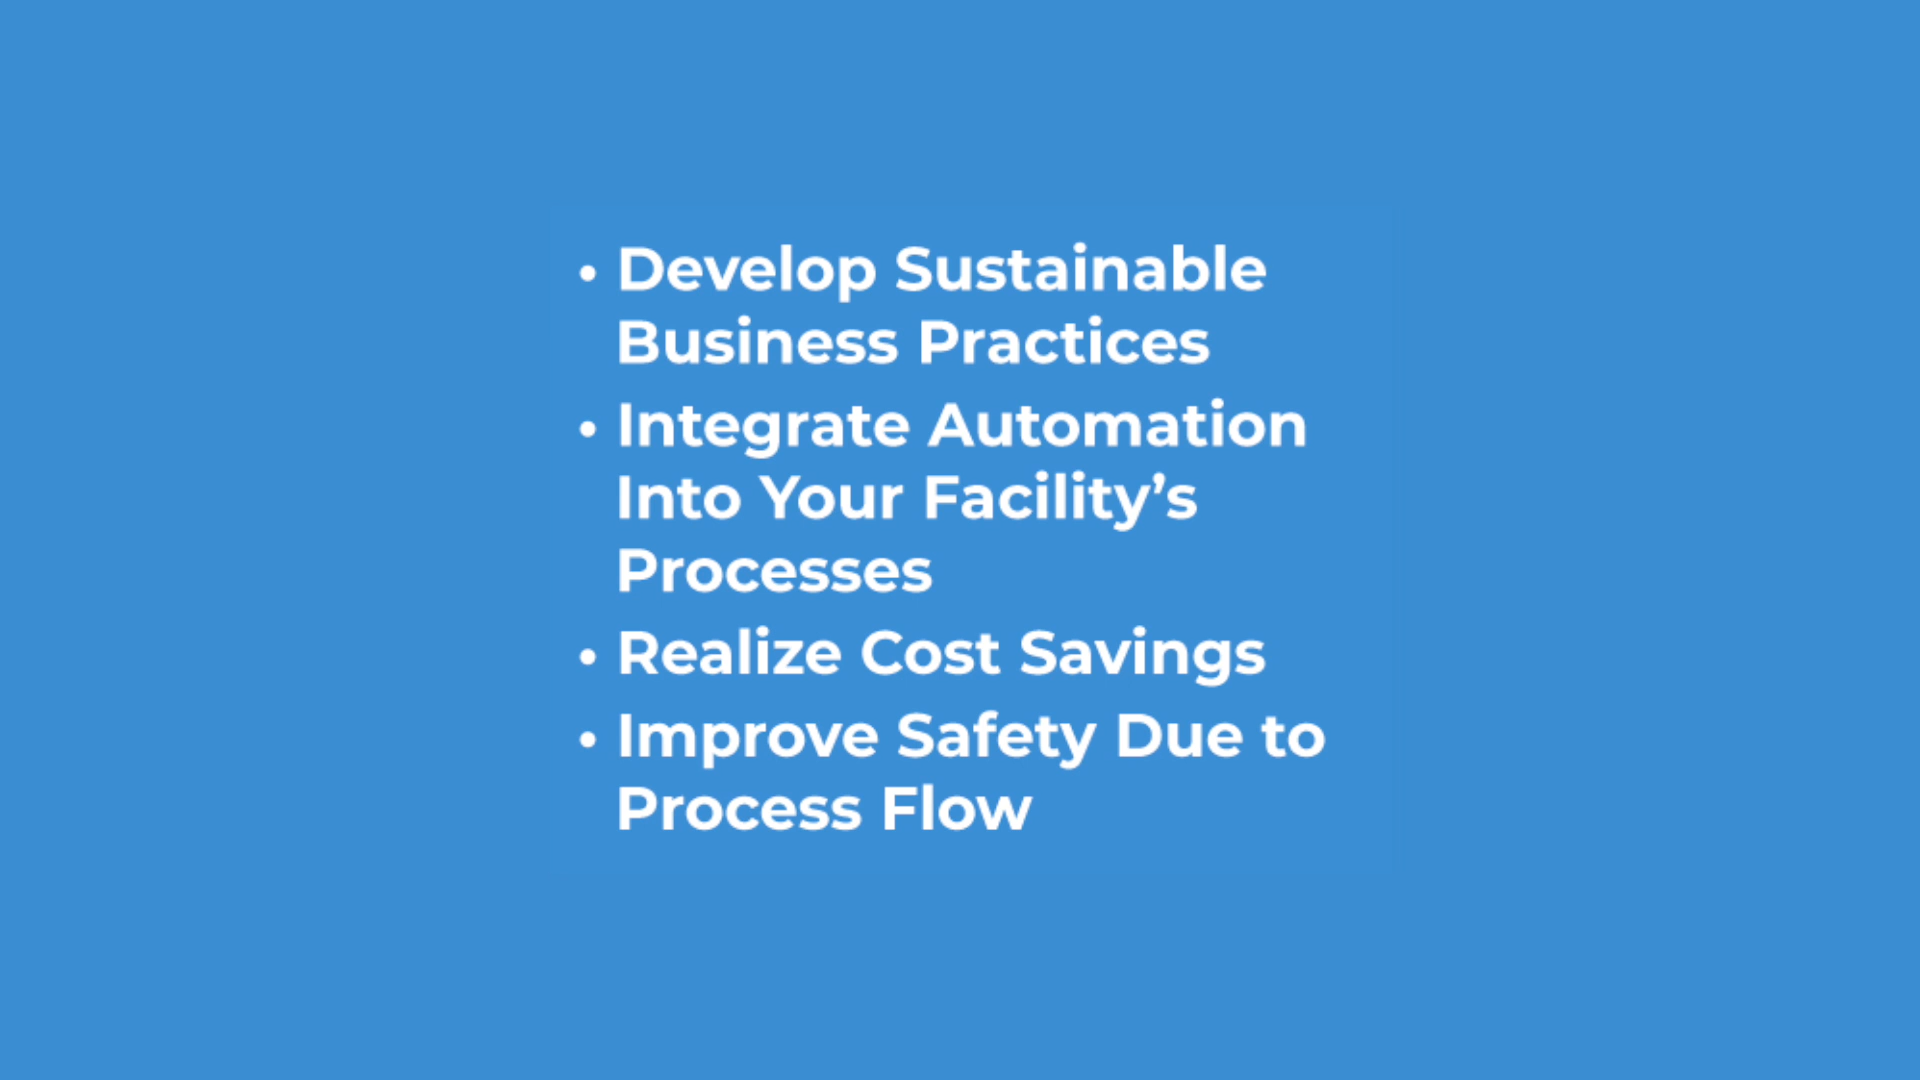 • Develop Sustainable
Business Practices
• Integrate Automation
Into Your Facility’s
Processes
• Realize Cost Savings
• Improve Safety Due to
Process Flow